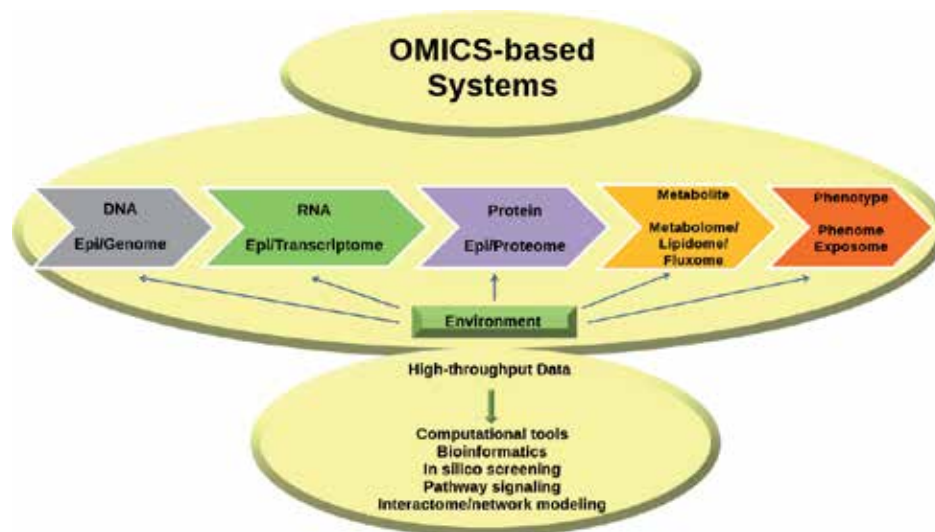 OMICS-based
Systems
DNA
Epi/Genome
RNA
Epi/Transcriptome
Protein
Epi/Proteome
Metabolite
Metabolome/
Lipidome/
Fluxome
Phenotype
Phenome
Exposome
Environment
High-throughput Data
Computational tools
Bioinformatics
In silico screening
Pathway signaling
Interactome/network modeling